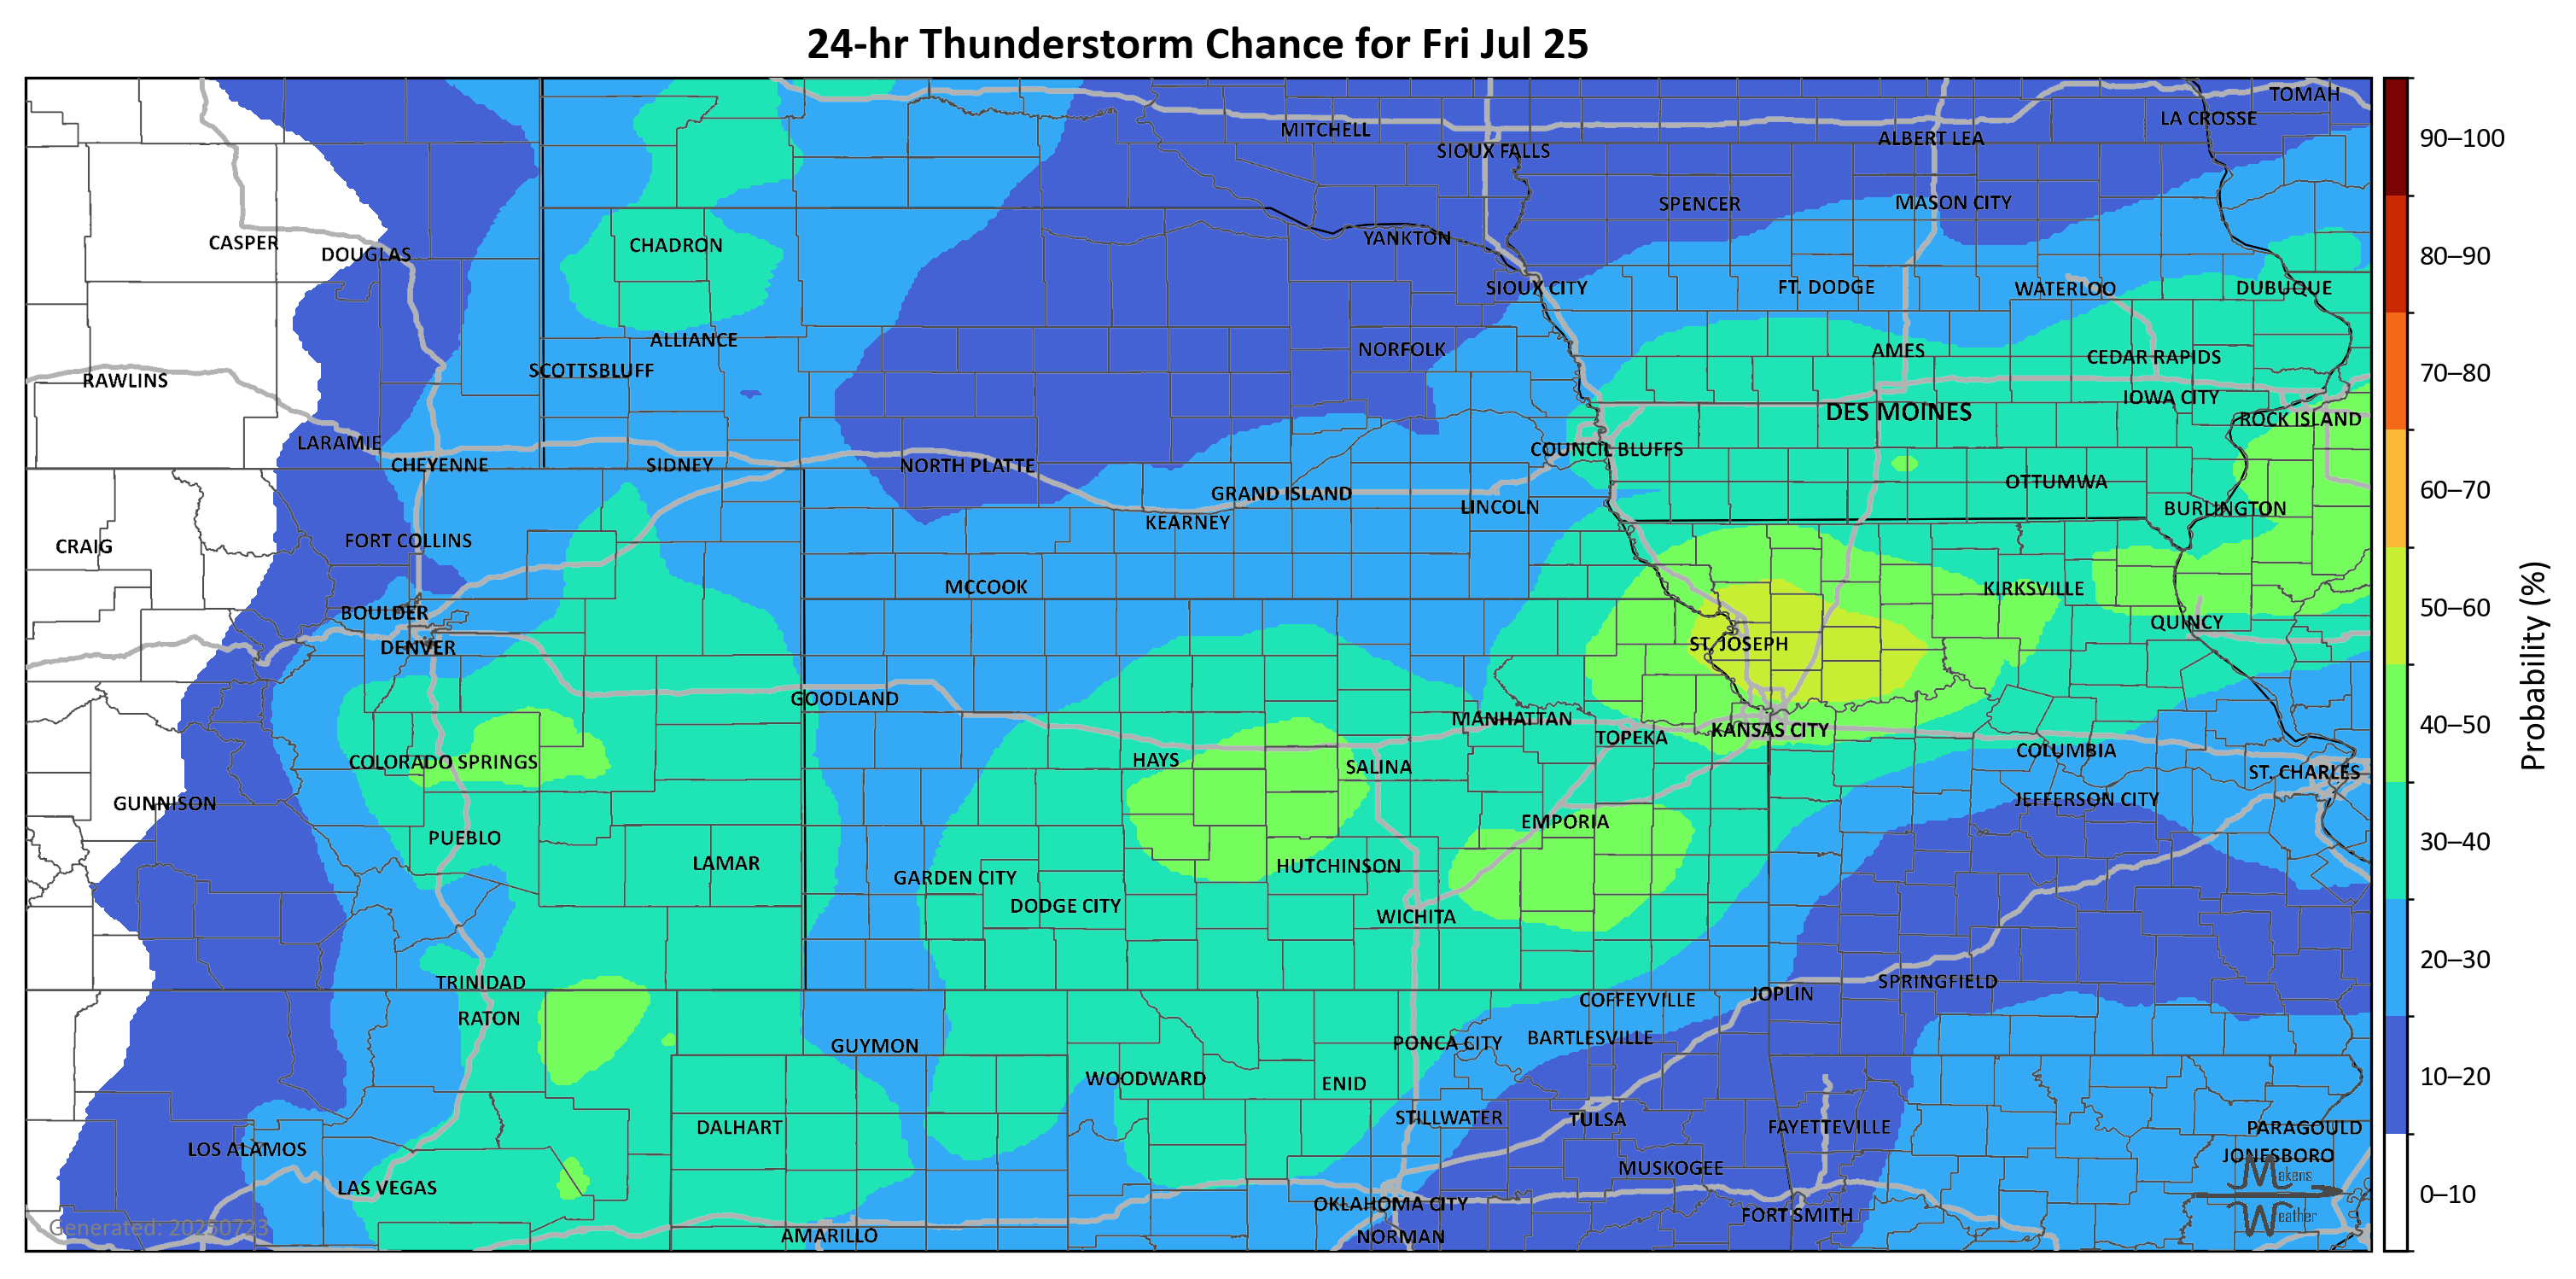 24-hr Thunderstorm Chance for Fri Jul 25
TOMAH
LA CROSSE
MITCHELL
ALBERT LEA
SIOUX FALLS
SPENCER
MASON CITY
CASPER
DOUGLAS
CHADRON
YANKTON
SIOUX CITY
FT. DODGE
WATERLOO
DUBUQUE
ALLIANCE
NORFOLK
AMES
CEDAR RAPIDS
SCOTTSBLUFF
RAWLINS
IOWA CITY
DES MOINES
ROCK ISLAND
LARAMIE
COUNCIL BLUFFS
CHEYENNE
SIDNEY
NORTH PLATTE
OTTUMWA
GRAND ISLAND
LINCOLN
BURLINGTON
KEARNEY
CRAIG
FORT COLLINS
MCCOOK
KIRKSVILLE
BOULDER
QUINCY
DENVER
ST. JOSEPH
GOODLAND
MANHATTAN
KANSAS CITY
TOPEKA
COLUMBIA
COLORADO SPRINGS
HAYS
SALINA
ST. CHARLES
GUNNISON
JEFFERSON CITY
EMPORIA
PUEBLO
LAMAR
HUTCHINSON
GARDEN CITY
DODGE CITY
WICHITA
TRINIDAD
SPRINGFIELD
JOPLIN
COFFEYVILLE
RATON
BARTLESVILLE
PONCA CITY
GUYMON
WOODWARD
ENID
STILLWATER
TULSA
DALHART
FAYETTEVILLE
PARAGOULD
LOS ALAMOS
JONESBORO
MUSKOGEE
LAS VEGAS
OKLAHOMA CITY
FORT SMITH
AMARILLO
NORMAN
Generated: 20250723
Makens
Weather
90–100
80–90
70–80
60–70
50–60
40–50
30–40
20–30
10–20
0–10
Probability (%)